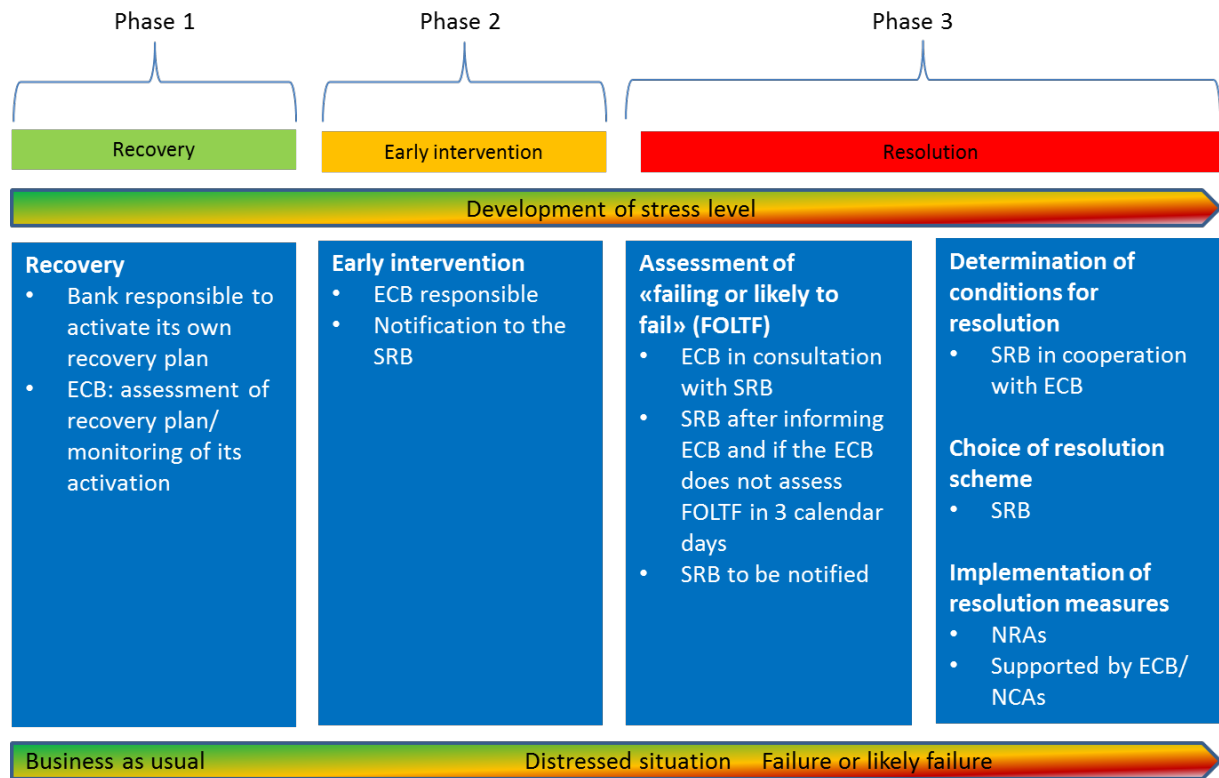 Phase 1
Phase 2
Phase 3
Recovery
Early intervention
Resolution
Development of stress level
Recovery
• Bank responsible to
activate its own
recovery plan
• ECB: assessment of
recovery plan/
monitoring of its
activation
Early intervention
• ECB responsible
• Notification to the
SRB
Assessment of
«failing or likely to
fail» (FOLTF)
• ECB in consultation
with SRB
• SRB after informing
ECB and if the ECB
does not assess
FOLTF in 3 calendar
days
• SRB to be notified
Determination of
conditions for
resolution
• SRB in cooperation
with ECB
Choice of resolution
scheme
• SRB
Implementation of
resolution measures
• NRAs
• Supported by ECB/
NCAs
Business as usual
Distressed situation
Failure or likely failure